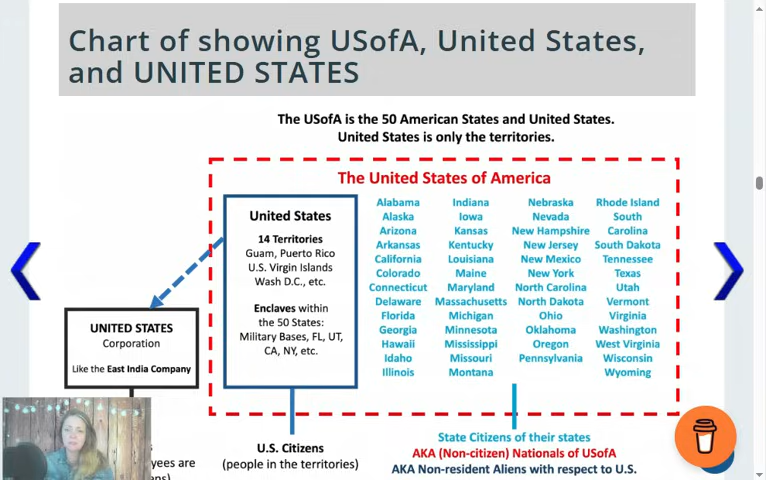 Chart of showing USofA, United States,
and UNITED STATES
The USofA is the 50 American States and United States.
United States is only the territories.
The United States of America
United States
14 Territories
Guam, Puerto Rico
U.S. Virgin Islands
Wash D.C., etc.
Enclaves within
the 50 States:
Military Bases, FL, UT,
CA, NY, etc.
Alabama
Alaska
Arizona
Arkansas
California
Colorado
Connecticut
Delaware
Florida
Georgia
Hawaii
Idaho
Illinois
Indiana
Iowa
Kansas
Kentucky
Louisiana
Maine
Maryland
Massachusetts
Michigan
Minnesota
Mississippi
Missouri
Montana
Nebraska
Nevada
New Hampshire
New Jersey
New Mexico
New York
North Carolina
North Dakota
Ohio
Oklahoma
Oregon
Pennsylvania
Rhode Island
South
Carolina
South Dakota
Tennessee
Texas
Utah
Vermont
Virginia
Washington
West Virginia
Wisconsin
Wyoming
UNITED STATES
Corporation
Like the East India Company
yees are
U.S. Citizens
(people in the territories)
State Citizens of their states
AKA (Non-citizen) Nationals of USofA
AKA Non-resident Aliens with respect to U.S.